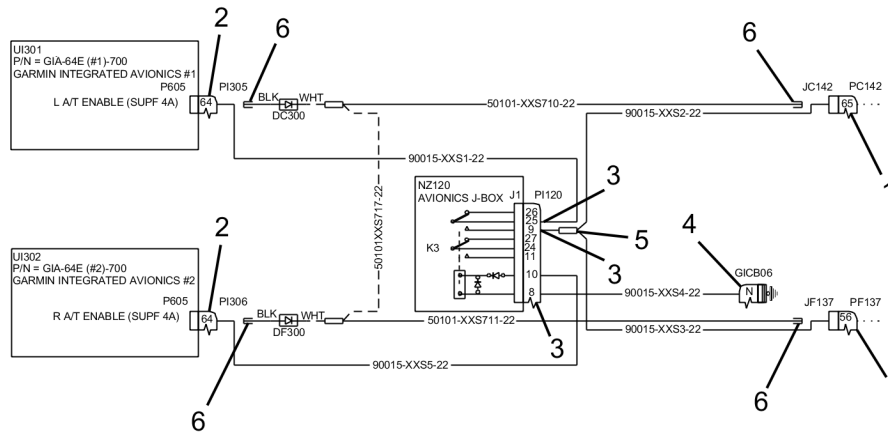 2
6
6
UI301
P/N = GIA-64E (#1)-700
GARMIN INTEGRATED AVIONICS #1
P605
PI305
L A/T ENABLE (SUPF 4A)
64
BLK
WHT
DC300
50101-XXS710-22
JC142
PC142
65
90015-XXS2-22
90015-XXS1-22
50101XXS717-22
NZ120
AVIONICS J-BOX
J1
PI120
3
26
25
9
27
24
11
10
8
K3
5
3
4
2
UI302
P/N = GIA-64E (#2)-700
GARMIN INTEGRATED AVIONICS #2
P605
PI306
R A/T ENABLE (SUPF 4A)
64
BLK
WHT
DF300
GICB06
N
90015-XXS4-22
50101-XXS711-22
JF137
PF137
56
90015-XXS3-22
3
90015-XXS5-22
6
6